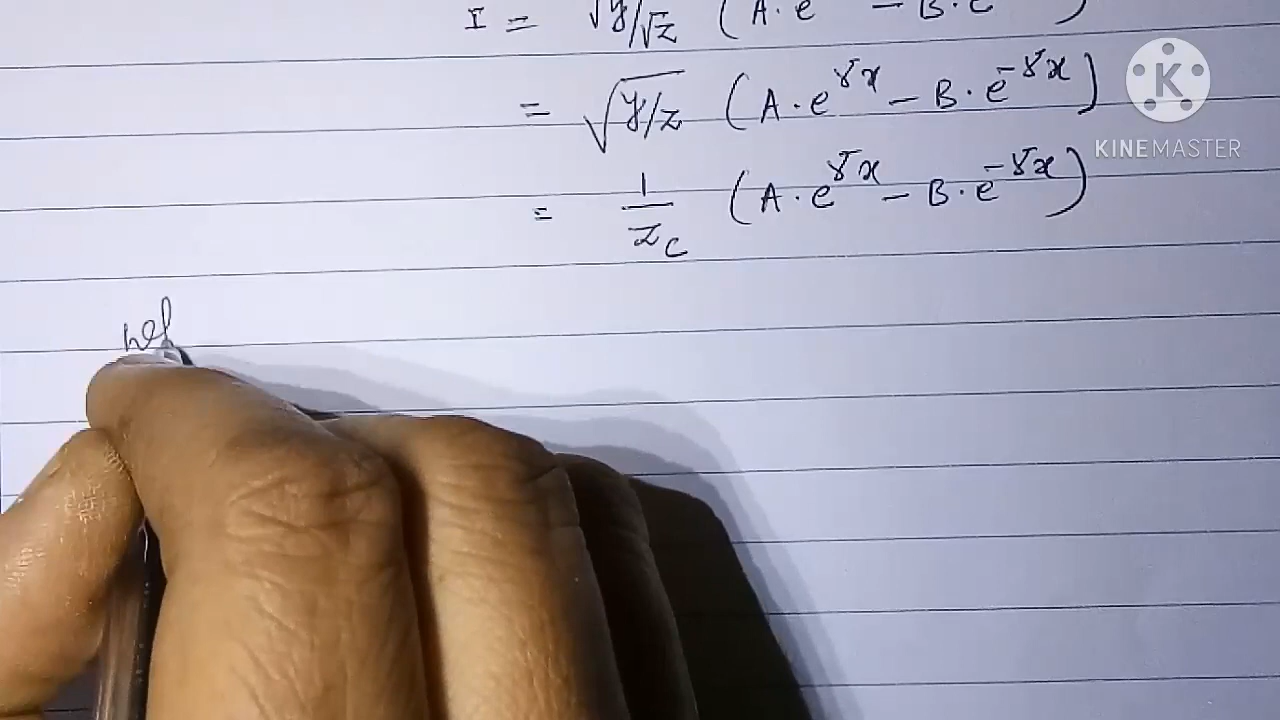 I = √y/√z (A.e - B.e )
= √y/z (A.e^γx - B.e^-γx)
K
KINEMASTER
= 1/z_c (A.e^γx - B.e^-γx)